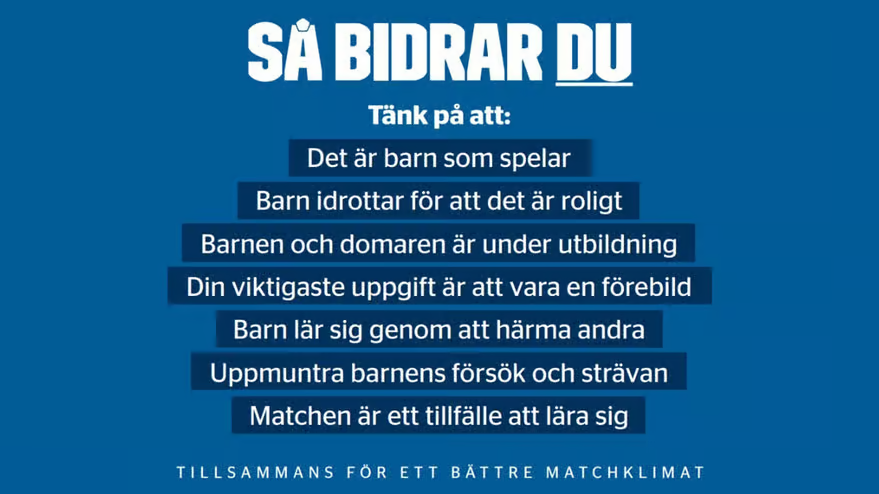 SÅ BIDRAR DU
Tänk på att:
Det är barn som spelar
Barn idrottar för att det är roligt
Barnen och domaren är under utbildning
Din viktigaste uppgift är att vara en förebild
Barn lär sig genom att härma andra
Uppmuntra barnens försök och strävan
Matchen är ett tillfälle att lära sig
TILLSAMMANS FÖR ETT BÄTTRE MATCHKLIMAT